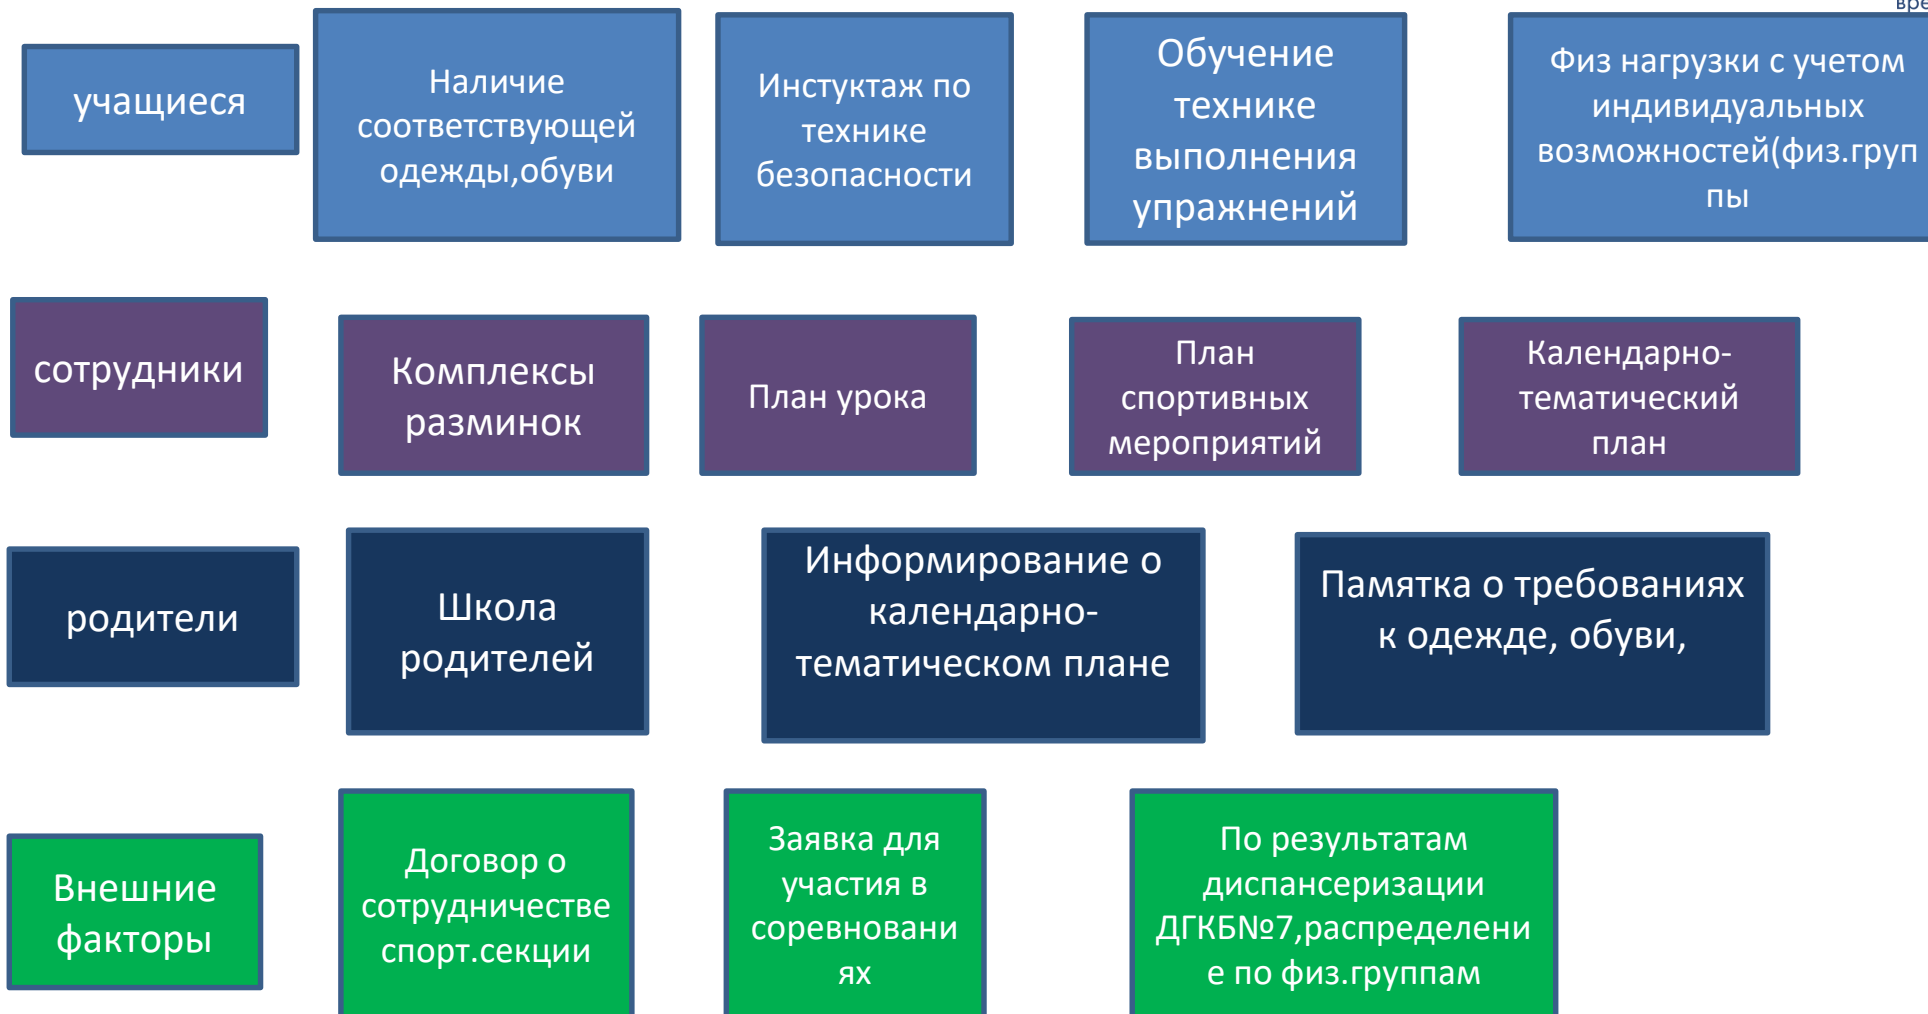 вре
учащиеся
Наличие
соответствующей
одежды,обуви
Инстуктаж по
технике
безопасности
Обучение
технике
выполнения
упражнений
Физ нагрузки с учетом
индивидуальных
возможностей(физ.груп
пы
сотрудники
Комплексы
разминок
План урока
План
спортивных
мероприятий
Календарно-
тематический
план
родители
Школа
родителей
Информирование о
календарно-
тематическом плане
Памятка о требованиях
к одежде, обуви,
Внешние
факторы
Договор о
сотрудничестве
спорт.секции
Заявка для
участия в
соревновани
ях
По результатам
диспансеризации
ДГКБ№7,распределени
е по физ.группам